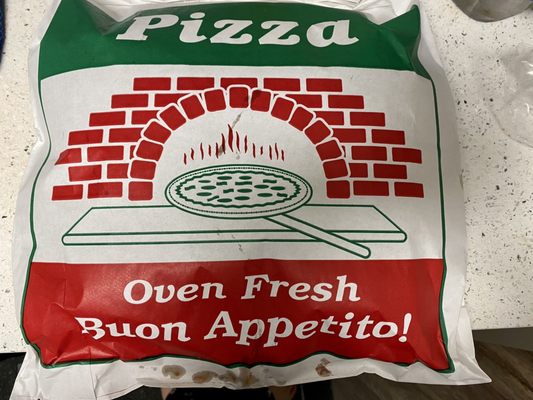 Pizza
Oven Fresh
Buon Appetito!